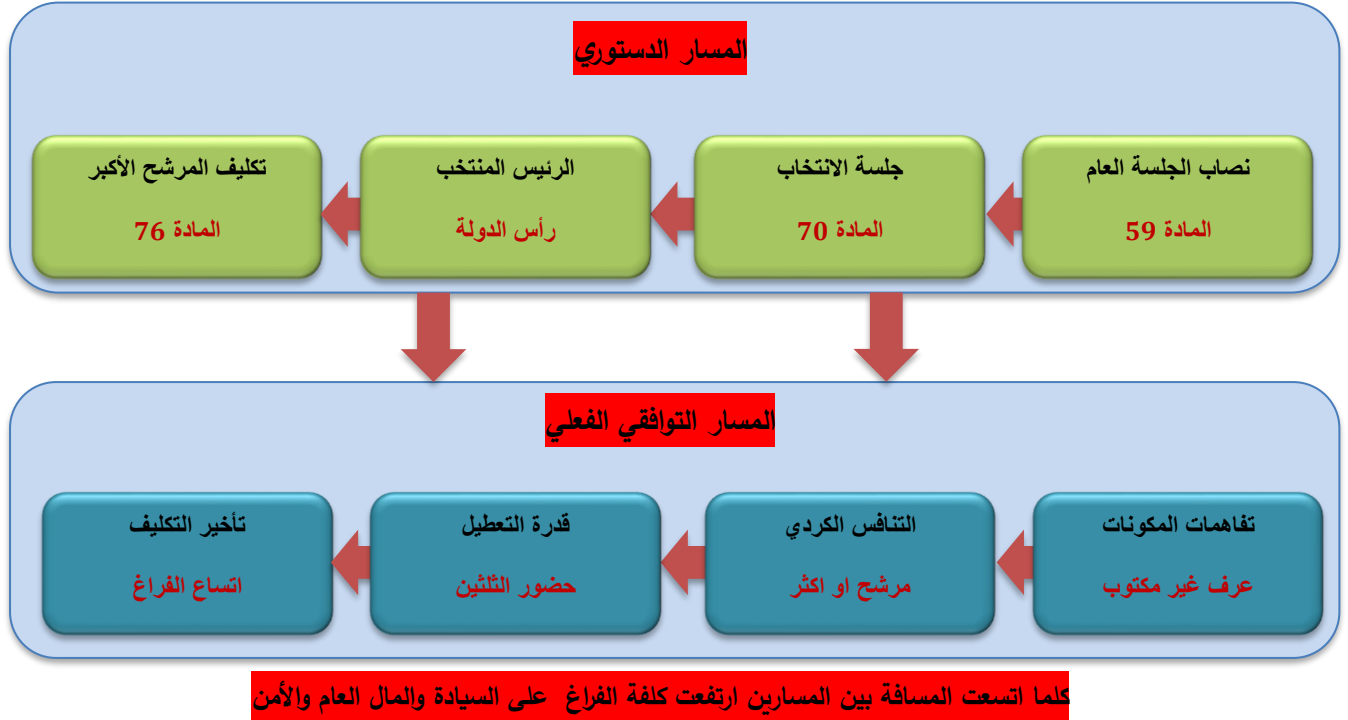 المسار الدستوري
نصاب الجلسة العام
المادة 59
جلسة الانتخاب
المادة 70
الرئيس المنتخب
رأس الدولة
تكليف المرشح الأكبر
المادة 76
المسار التوافقي الفعلي
تفاهمات المكونات
عرف غير مكتوب
التنافس الكردي
مرشح او اكثر
قدرة التعطيل
حضور الثلثين
تأخير التكليف
اتساع الفراغ
كلما اتسعت المسافة بين المسارين ارتفعت كلفة الفراغ على السيادة والمال العام والأمن